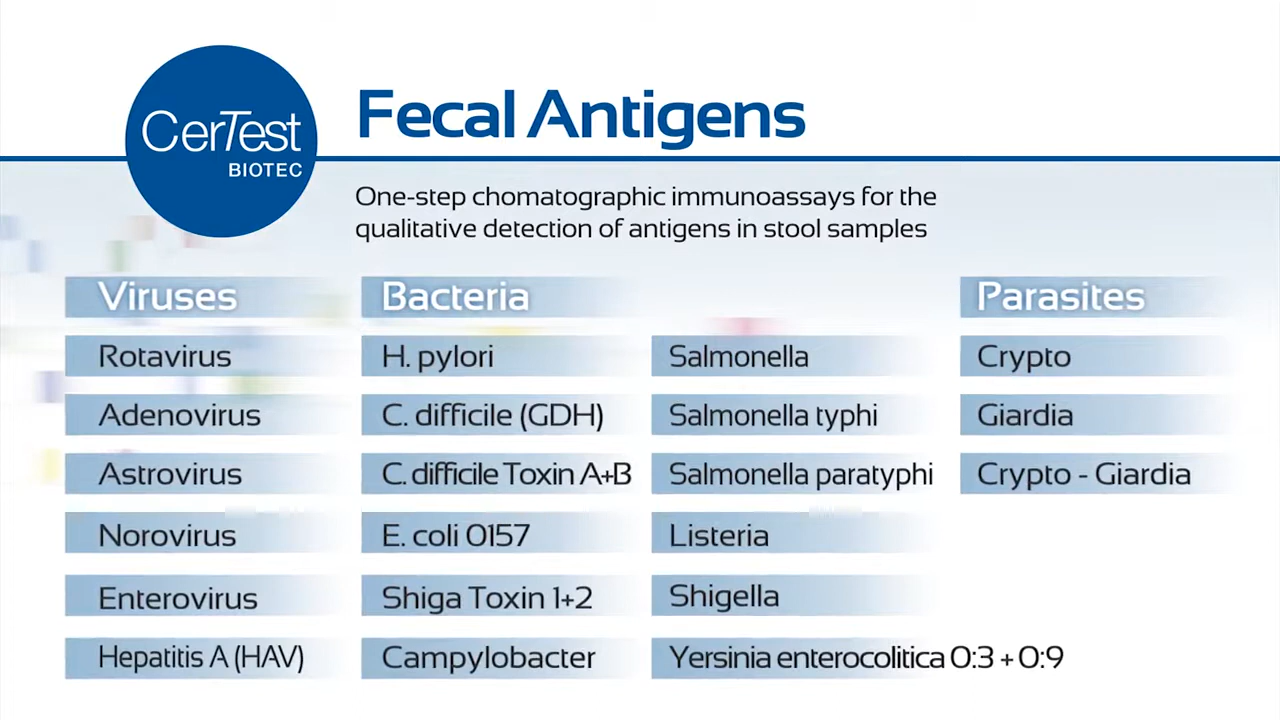 CerTest
BIOTEC
Fecal Antigens
One-step chomatographic immunoassays for the
qualitative detection of antigens in stool samples
Viruses
Rotavirus
Adenovirus
Astrovirus
Norovirus
Enterovirus
Hepatitis A (HAV)
Bacteria
H. pylori
C. difficile (GDH)
C. difficile Toxin A+B
E. coli O157
Shiga Toxin 1+2
Campylobacter
Salmonella
Salmonella typhi
Salmonella paratyphi
Listeria
Shigella
Yersinia enterocolitica O:3 + O:9
Parasites
Crypto
Giardia
Crypto - Giardia